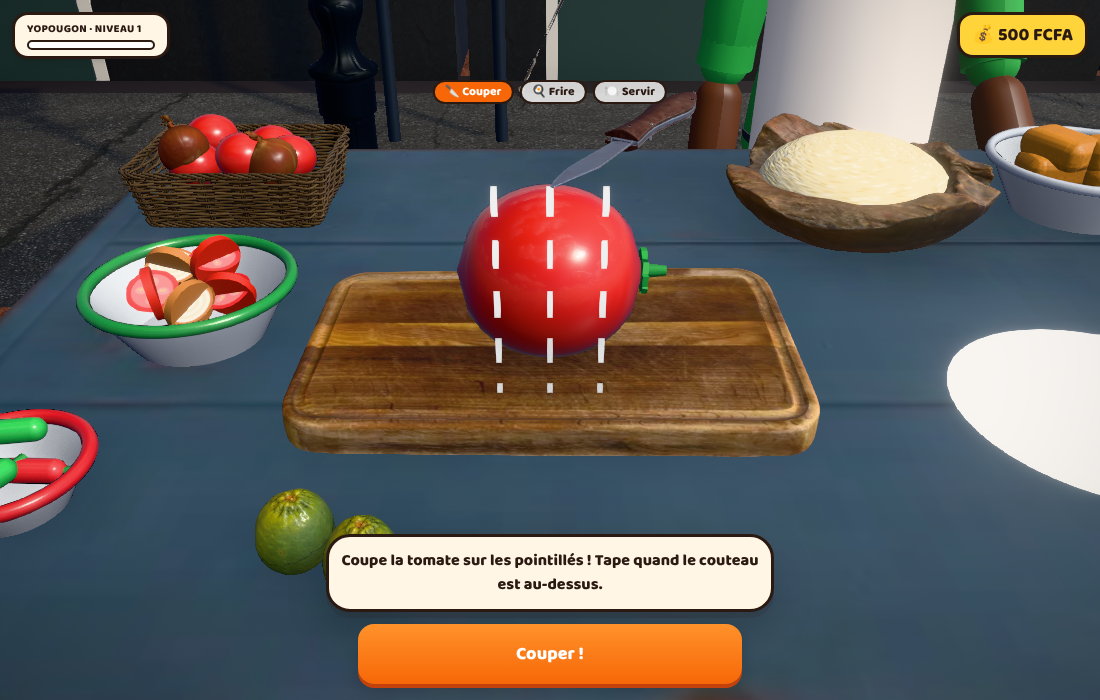 YOPOUGON · NIVEAU 1
500 FCFA
Couper
Frire
Servir
Coupe la tomate sur les pointillés ! Tape quand le couteau
est au-dessus.
Couper !